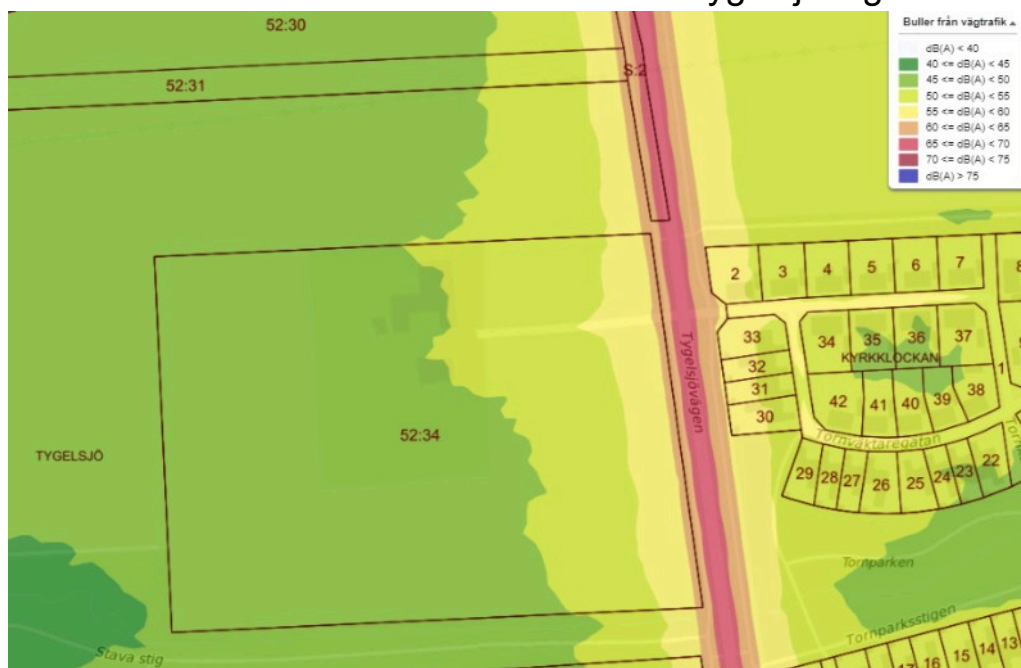 Buller från vägtrafik
dB(A) < 40
40 <= dB(A) < 45
45 <= dB(A) < 50
50 <= dB(A) < 55
55 <= dB(A) < 60
60 <= dB(A) < 65
65 <= dB(A) < 70
70 <= dB(A) < 75
dB(A) > 75
52:30
S:2
52:31
2
3
4
5
6
7
8
33
34
35
36
37
KYRKKLOCKAN
32
31
30
1
42
41
40
39
38
Tygelsjövägen
52:34
TYGELSJÖ
Tornväktaregatan
29
28
27
26
25
24
23
22
Tornparken
Tornparksstigen
Stava stig
16
15
14
13